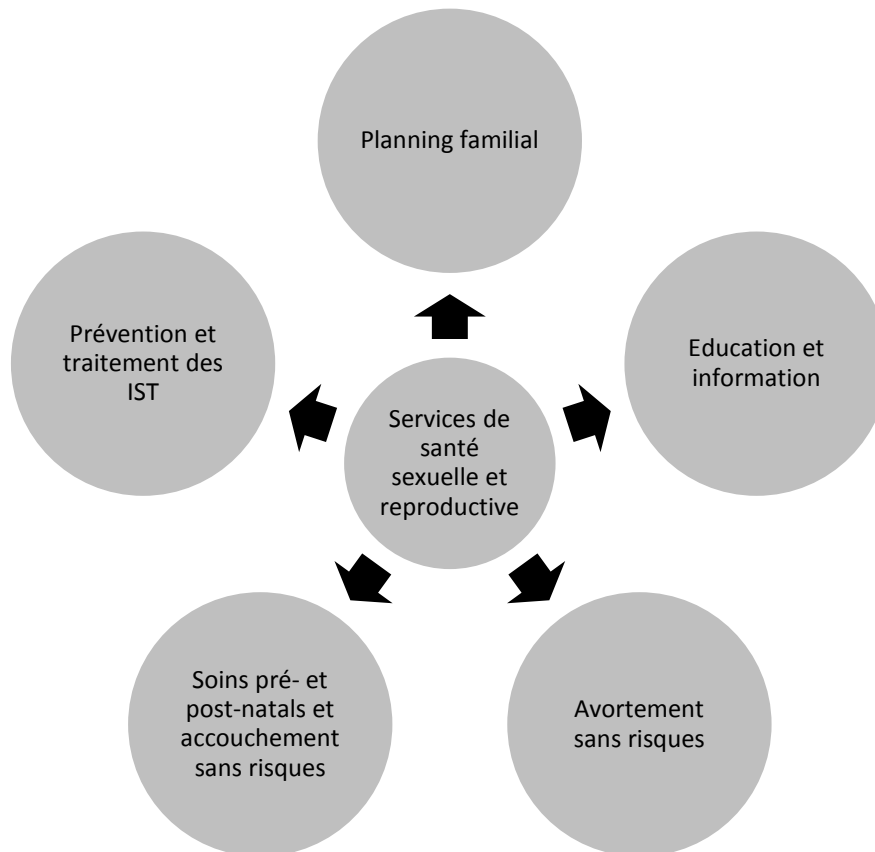 Planning familial
Prévention et
traitement des
IST
Education et
information
Services de
santé
sexuelle et
reproductive
Soins pré- et
post-natals et
accouchement
sans risques
Avortement
sans risques